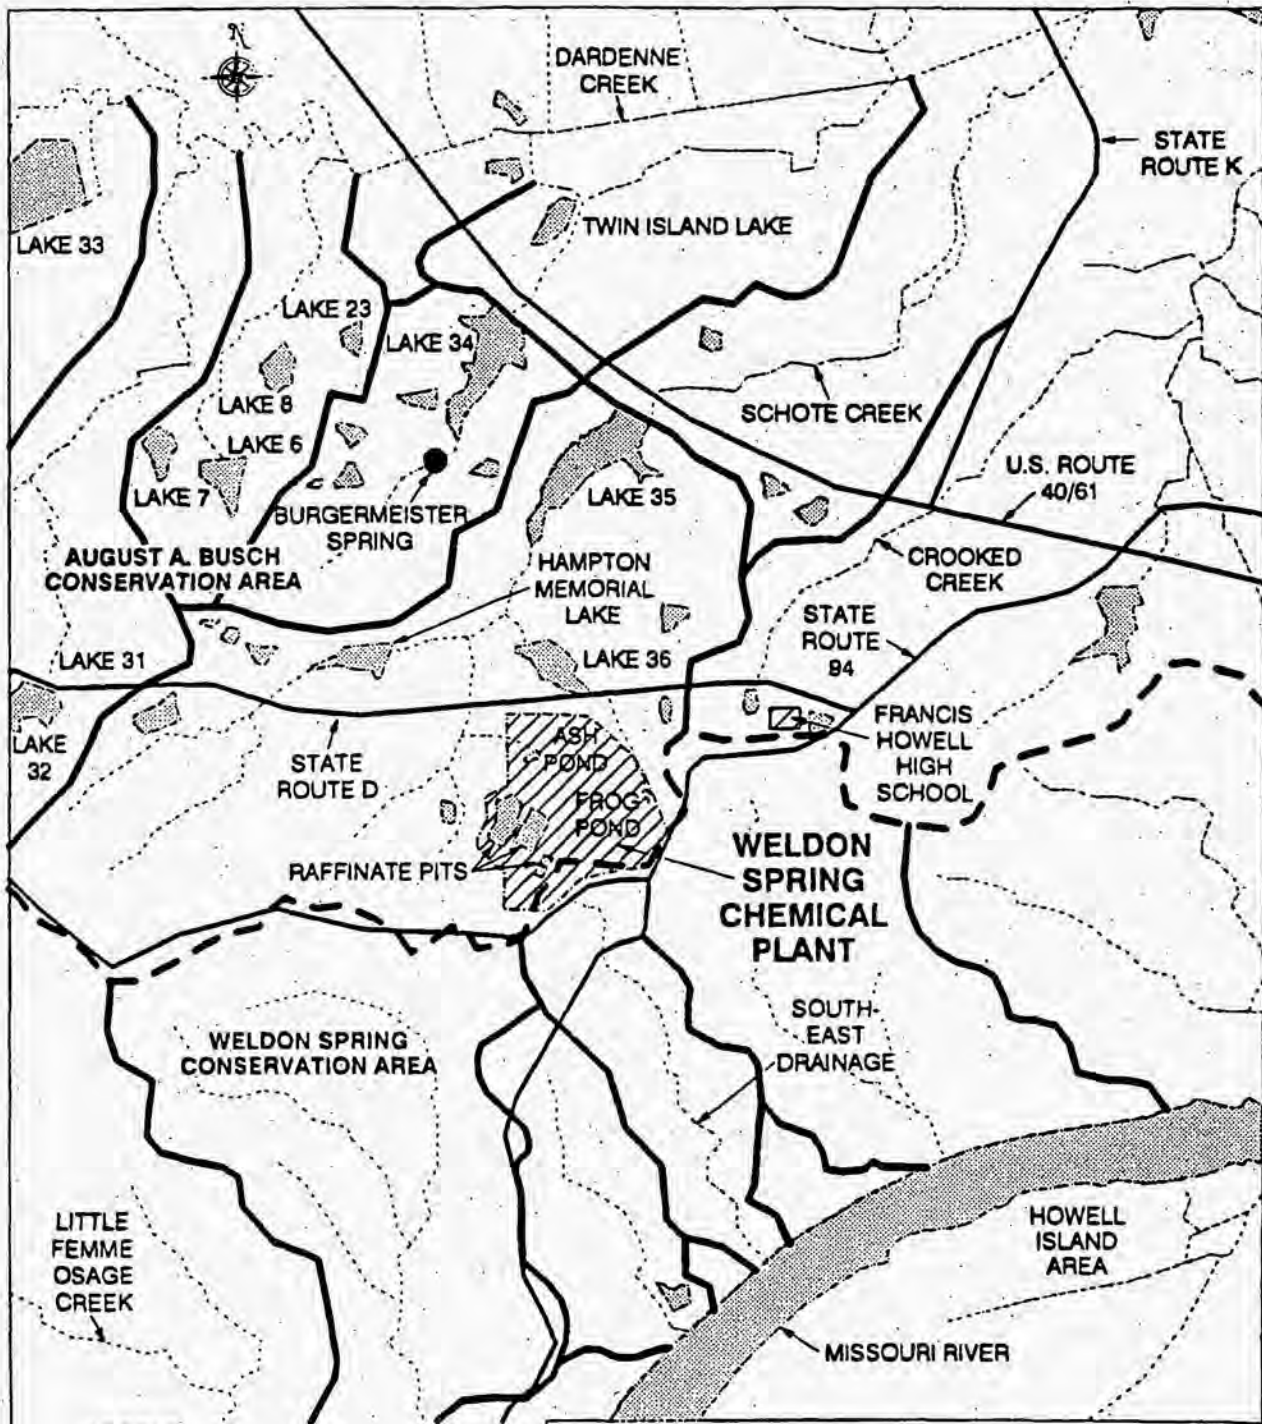 N
DARDENNE
CREEK
STATE
ROUTE K
LAKE 33
TWIN ISLAND LAKE
LAKE 23
LAKE 34
LAKE 8
SCHOTE CREEK
LAKE 6
U.S. ROUTE
40/61
LAKE 7
LAKE 35
BURGERMEISTER
SPRING
AUGUST A. BUSCH
CONSERVATION AREA
HAMPTON
MEMORIAL
LAKE
CROOKED
CREEK
STATE
ROUTE
94
LAKE 31
LAKE 36
LAKE
32
STATE
ROUTE D
ASH
POND
FRANCIS
HOWELL
HIGH
SCHOOL
FROG
POND
RAFFINATE PITS
WELDON
SPRING
CHEMICAL
PLANT
WELDON SPRING
CONSERVATION AREA
SOUTH-
EAST
DRAINAGE
LITTLE
FEMME
OSAGE
CREEK
HOWELL
ISLAND
AREA
MISSOURI RIVER